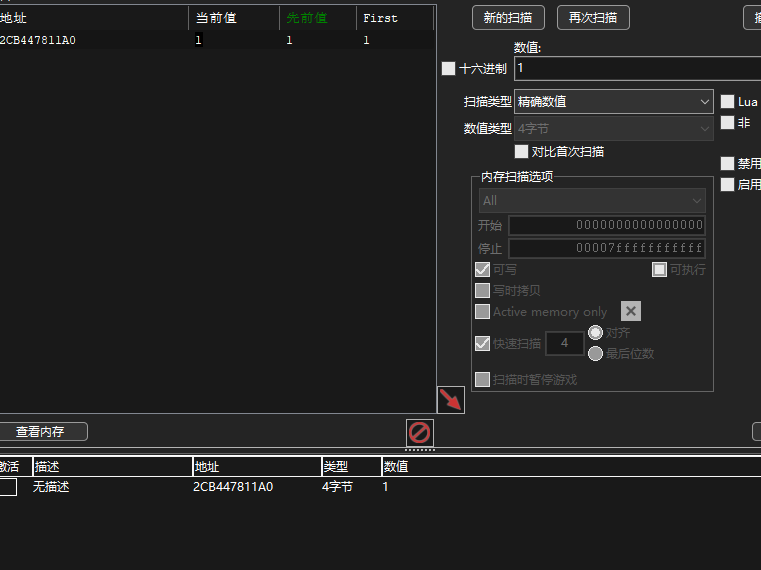 地址 当前值 先前值 First
2CB447811A0 1 1 1
新的扫描 再次扫描
数值:
十六进制 1
扫描类型 精确数值 Lua
数值类型 4字节 非
对比首次扫描
禁用
启用
内存扫描选项
All
开始 0000000000000000
停止 00007fffffffffff
可写 可执行
写时拷贝
Active memory only
快速扫描 4 对齐
最后位数
扫描时暂停游戏
查看内存
激活 描述 地址 类型 数值
无描述 2CB447811A0 4字节 1